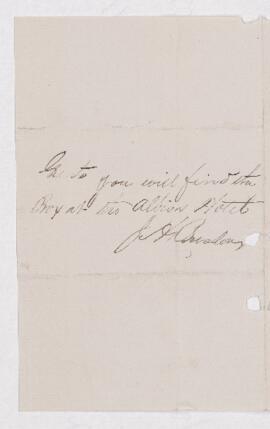 you will find the
Box at the Albion Hotel
J A